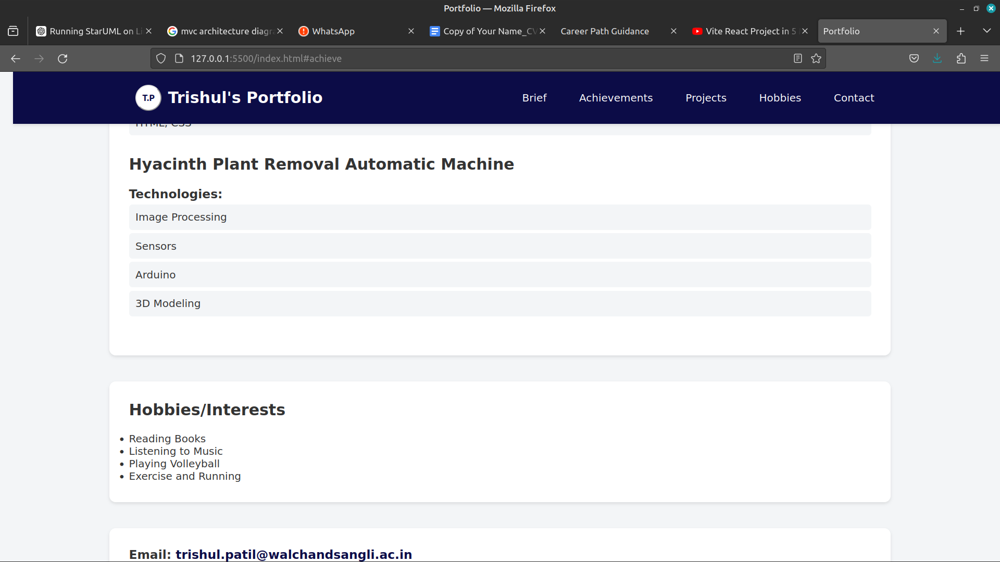 Portfolio — Mozilla Firefox
Running StarUML on Li
mvc architecture diagra
WhatsApp
Copy of Your Name_CV
Career Path Guidance
Vite React Project in 5
Portfolio
127.0.0.1:5500/index.html#achieve
T.P
Trishul's Portfolio
Brief
Achievements
Projects
Hobbies
Contact
HTML, CSS
Hyacinth Plant Removal Automatic Machine
Technologies:
Image Processing
Sensors
Arduino
3D Modeling
Hobbies/Interests
• Reading Books
• Listening to Music
• Playing Volleyball
• Exercise and Running
Email: trishul.patil@walchandsangli.ac.in